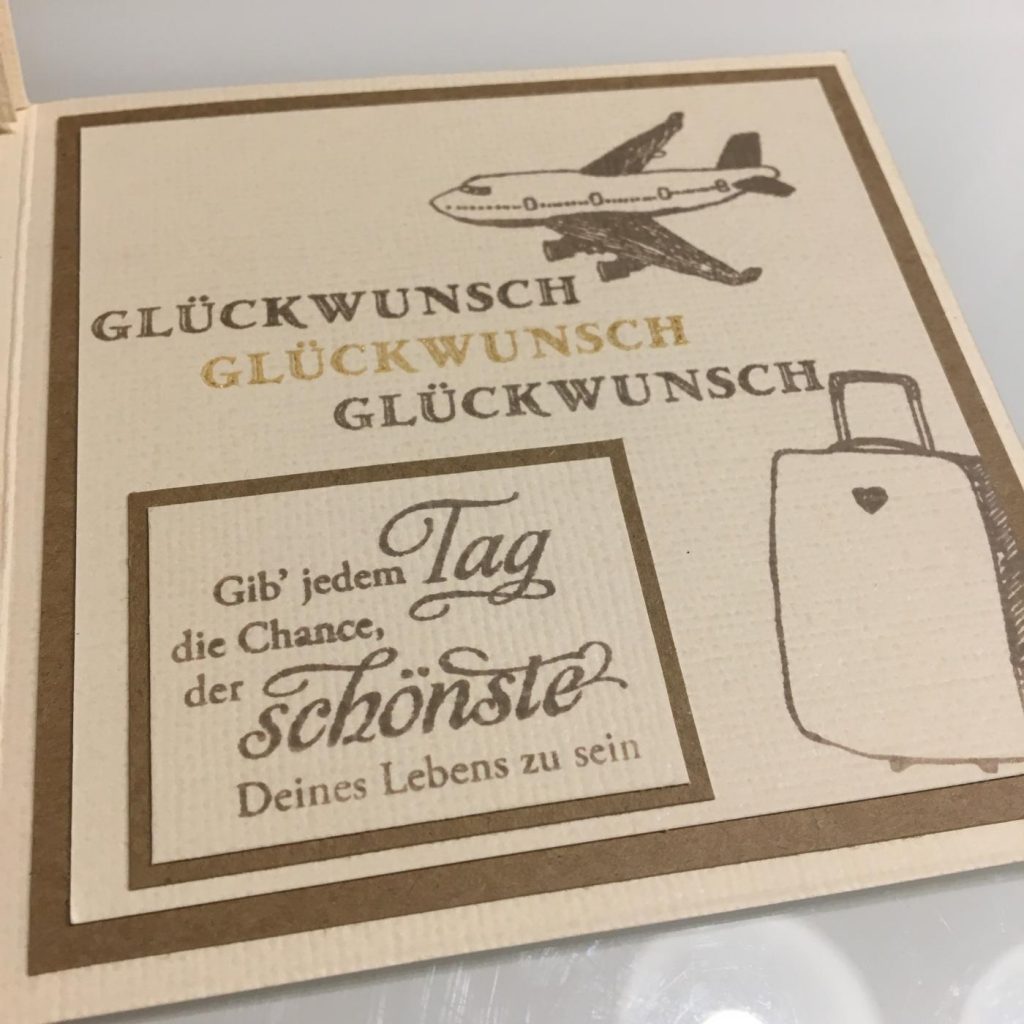 GLÜCKWUNSCH
GLÜCKWUNSCH
GLÜCKWUNSCH
Gib’ jedem Tag
die Chance,
der schönste
Deines Lebens zu sein